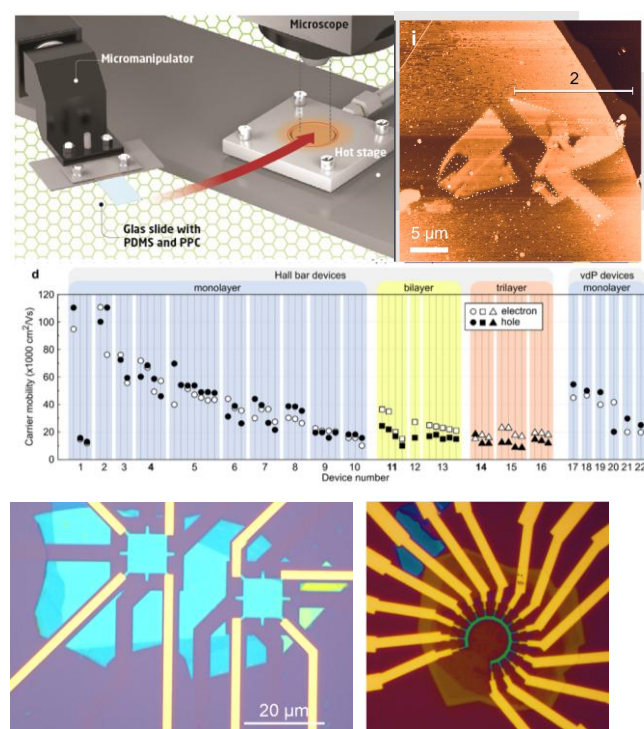 Microscope
Micromanipulator
Hot stage
Glas slide with
PDMS and PPC
i
2
5 µm
d
Hall bar devices
vdP devices
monolayer
bilayer
trilayer
monolayer
electron
hole
Carrier mobility (x1000 cm²/Vs)
120
100
80
60
40
20
0
1 2 3 4 5 6 7 8 9 10 11 12 13 14 15 16 17 18 19 20 21 22
Device number
20 µm